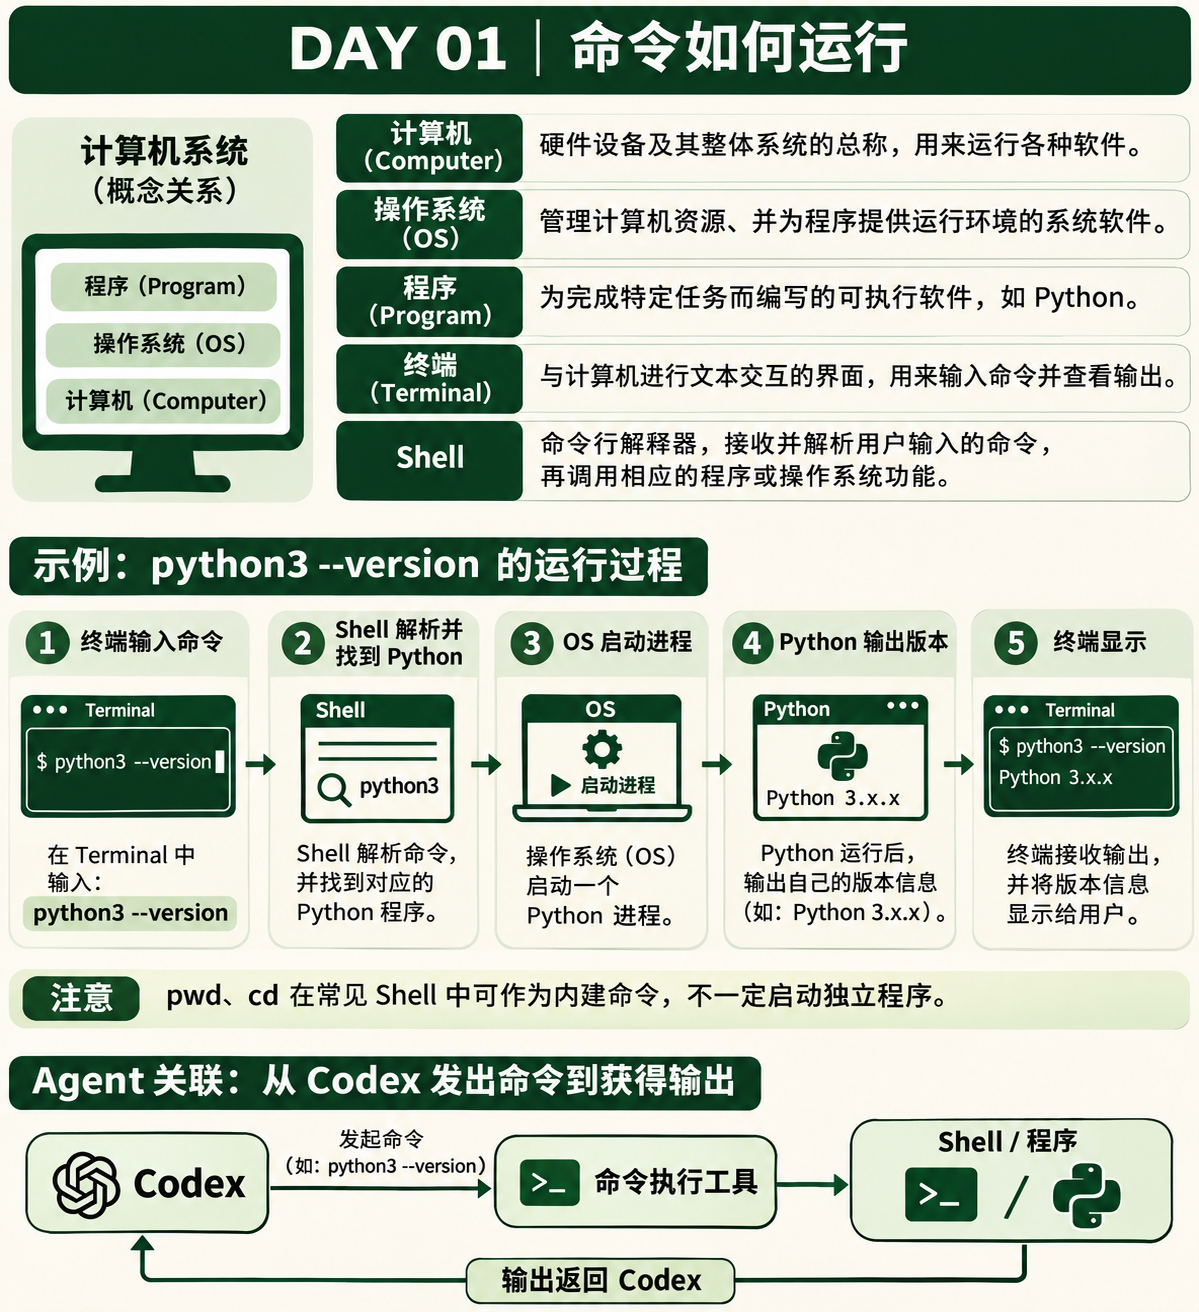 DAY 01｜命令如何运行
计算机系统
（概念关系）
程序（Program）
操作系统（OS）
计算机（Computer）
计算机
（Computer）
硬件设备及其整体系统的总称，用来运行各种软件。
操作系统
（OS）
管理计算机资源、并为程序提供运行环境的系统软件。
程序
（Program）
为完成特定任务而编写的可执行软件，如 Python。
终端
（Terminal）
与计算机进行文本交互的界面，用来输入命令并查看输出。
Shell
命令行解释器，接收并解析用户输入的命令，
再调用相应的程序或操作系统功能。
示例：python3 --version 的运行过程
1 终端输入命令
Terminal
$ python3 --version
在 Terminal 中
输入：
python3 --version
2 Shell 解析并
找到 Python
Shell
python3
Shell 解析命令，
并找到对应的
Python 程序。
3 OS 启动进程
OS
启动进程
操作系统（OS）
启动一个
Python 进程。
4 Python 输出版本
Python
Python 3.x.x
Python 运行后，
输出自己的版本信息
（如：Python 3.x.x）。
5 终端显示
Terminal
$ python3 --version
Python 3.x.x
终端接收输出，
并将版本信息
显示给用户。
注意 pwd、cd 在常见 Shell 中可作为内建命令，不一定启动独立程序。
Agent 关联：从 Codex 发出命令到获得输出
Codex
发起命令
（如：python3 --version）
>_ 命令执行工具
Shell / 程序
>_ /
输出返回 Codex